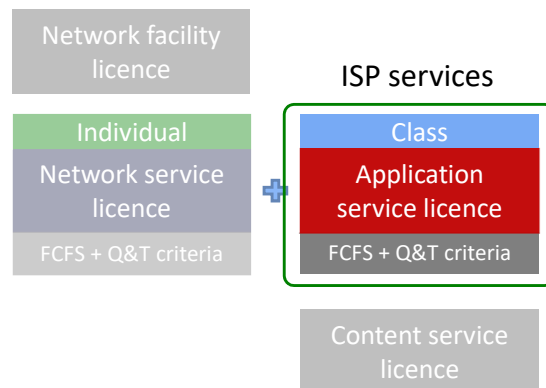 Network facility
licence
ISP services
Individual
Network service
licence
FCFS + Q&T criteria
Class
Application
service licence
FCFS + Q&T criteria
Content service
licence